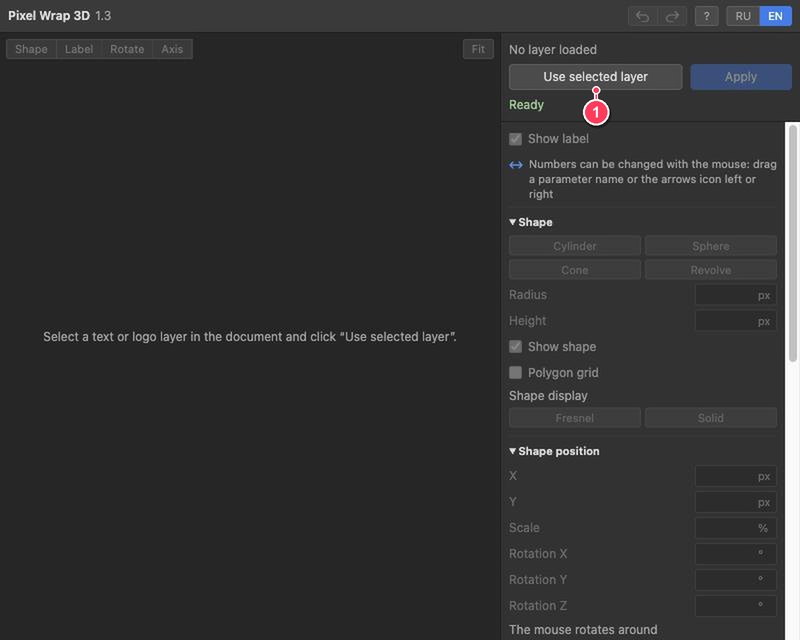 Pixel Wrap 3D 1.3
? RU EN
Shape Label Rotate Axis Fit
No layer loaded
Use selected layer Apply
Ready
1
Show label
Numbers can be changed with the mouse: drag
a parameter name or the arrows icon left or
right
Shape
Cylinder Sphere
Cone Revolve
Radius px
Height px
Select a text or logo layer in the document and click “Use selected layer”.
Show shape
Polygon grid
Shape display
Fresnel Solid
Shape position
X px
Y px
Scale %
Rotation X °
Rotation Y °
Rotation Z °
The mouse rotates around